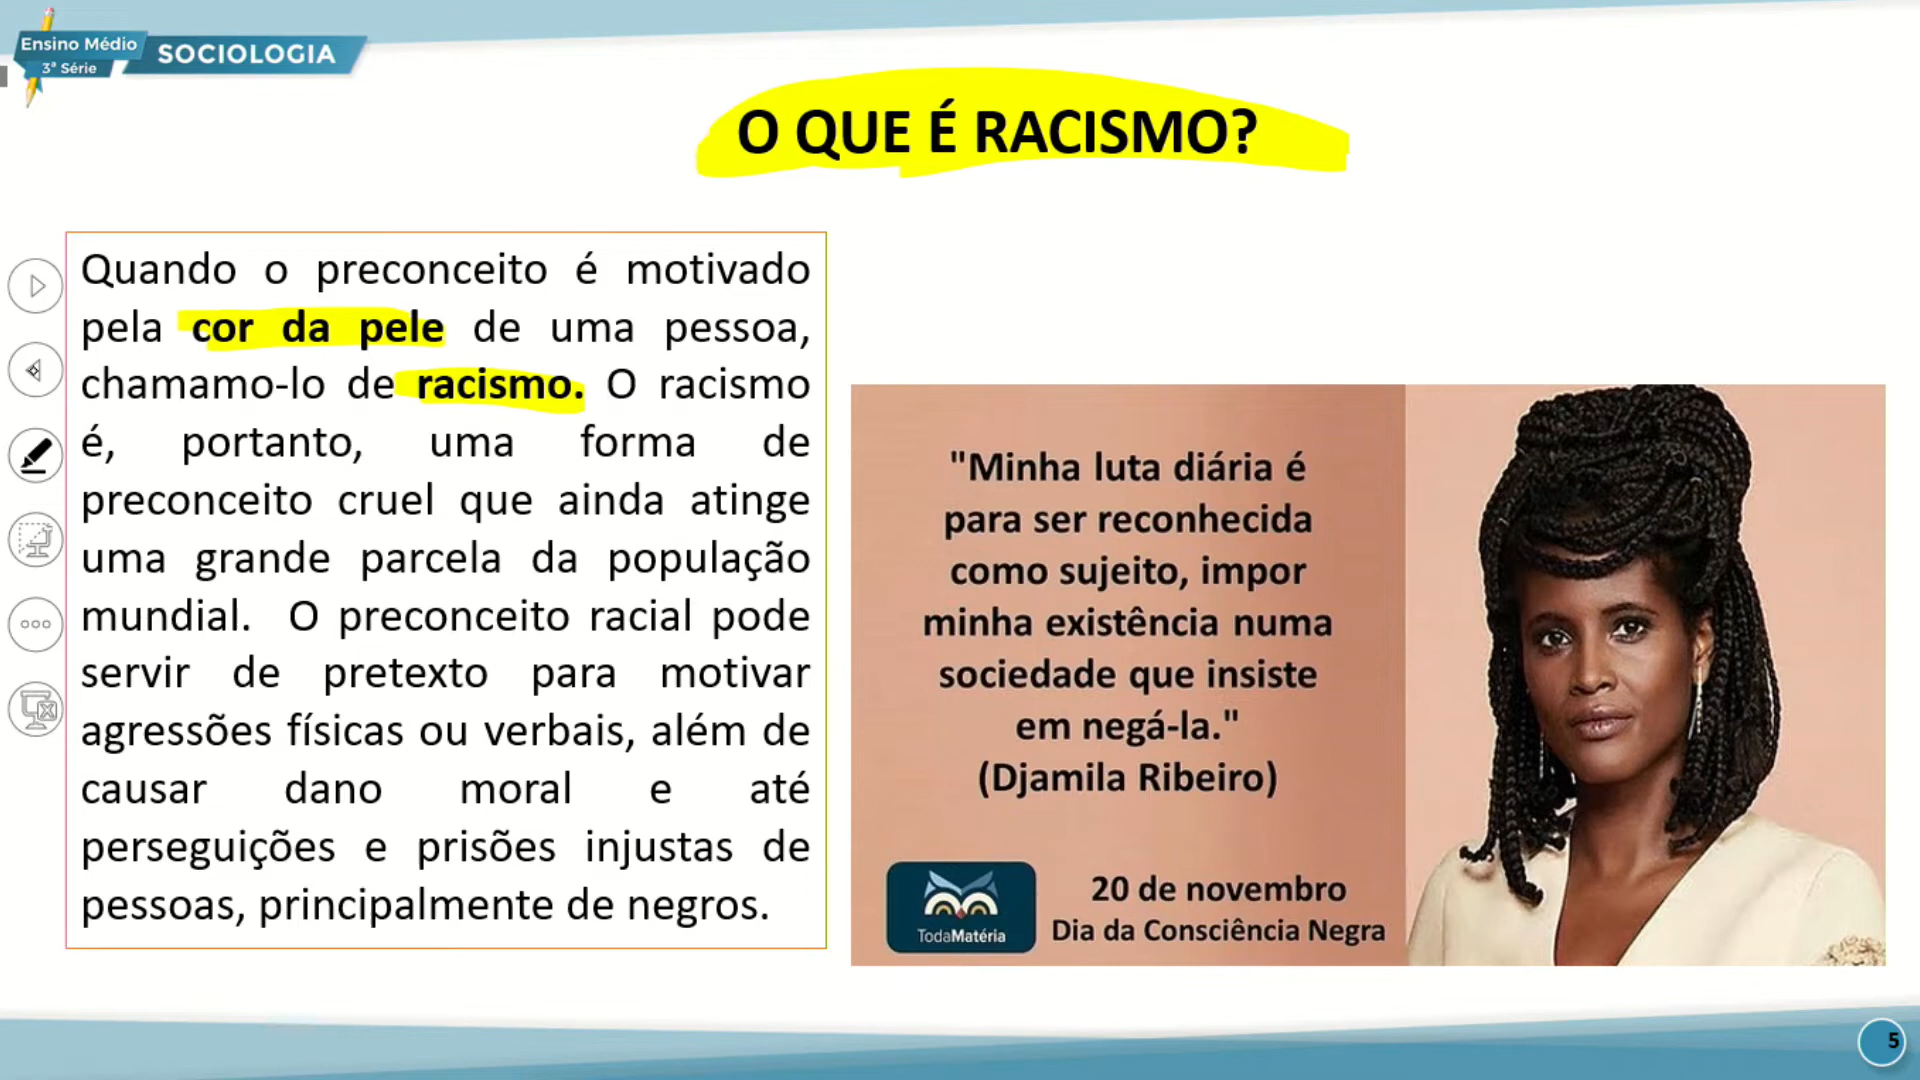 Ensino Médio
3ª Série
SOCIOLOGIA
O QUE É RACISMO?
Quando o preconceito é motivado
pela cor da pele de uma pessoa,
chamamo-lo de racismo. O racismo
é, portanto, uma forma de
preconceito cruel que ainda atinge
uma grande parcela da população
mundial. O preconceito racial pode
servir de pretexto para motivar
agressões físicas ou verbais, além de
causar dano moral e até
perseguições e prisões injustas de
pessoas, principalmente de negros.
"Minha luta diária é
para ser reconhecida
como sujeito, impor
minha existência numa
sociedade que insiste
em negá-la."
(Djamila Ribeiro)
TodaMatéria
20 de novembro
Dia da Consciência Negra
5